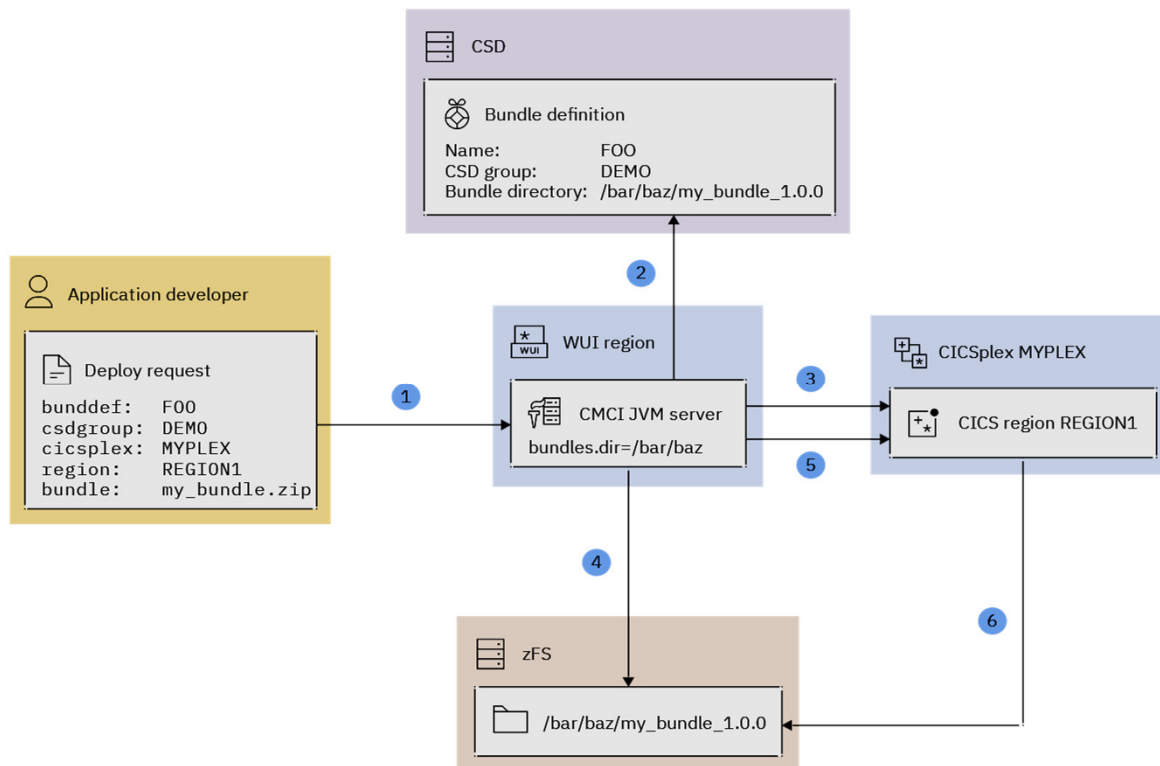 CSD
Bundle definition
Name: FOO
CSD group: DEMO
Bundle directory: /bar/baz/my_bundle_1.0.0
2
Application developer
Deploy request
bunddef: FOO
csdgroup: DEMO
cicsplex: MYPLEX
region: REGION1
bundle: my_bundle.zip
1
WUI
WUI region
CMCI JVM server
bundles.dir=/bar/baz
3
5
CICSplex MYPLEX
CICS region REGION1
4
6
zFS
/bar/baz/my_bundle_1.0.0